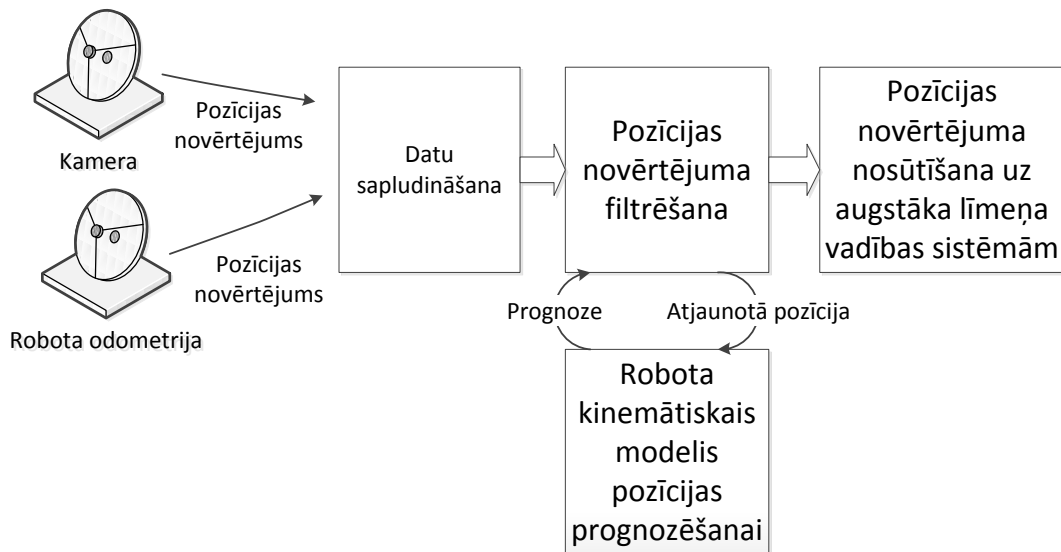 Pozīcijas
novērtējums
Kamera
Pozīcijas
novērtējums
Robota odometrija
Datu
sapludināšana
Pozīcijas
novērtējuma
filtrēšana
Pozīcijas
novērtējuma
nosūtīšana uz
augstāka līmeņa
vadības sistēmām
Prognoze
Atjaunotā pozīcija
Robota
kinemātiskais
modelis
pozīcijas
prognozēšanai